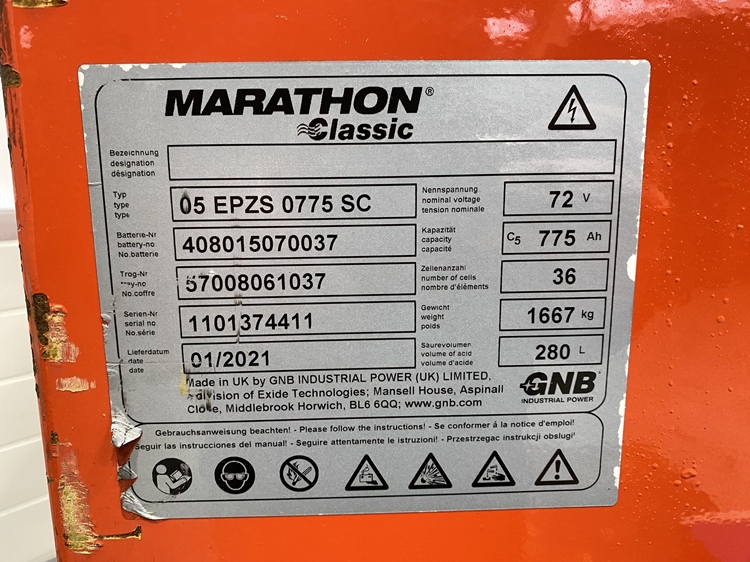 MARATHON®
Classic
Bezeichnung
designation
désignation
Typ
type
type
05 EPZS 0775 SC
Nennspannung
nominal voltage
tension nominale
72 V
Batterie-Nr
battery-no
No.batterie
408015070037
Kapazität
capacity
capacité
C5 775 Ah
Trog-Nr
No.coffre
57008061037
Zellenanzahl
number of cells
nombre d'éléments
36
Serien-Nr
serial no
No.série
1101374411
Gewicht
weight
poids
1667 kg
Lieferdatum
date
date
01/2021
Säurevolumen
volume of acid
volume d'acide
280 L
Made in UK by GNB INDUSTRIAL POWER (UK) LIMITED,
division of Exide Technologies; Mansell House, Aspinall
Close, Middlebrook Horwich, BL6 6QQ; www.gnb.com
GNB®
INDUSTRIAL POWER
Gebrauchsanweisung beachten! - Please follow the instructions! - Se conformer á la notice d'emploi!
Seguir las instrucciones del manual! - Seguire attentamente le istruzioni! - Przestrzegac instrukcji obslugi